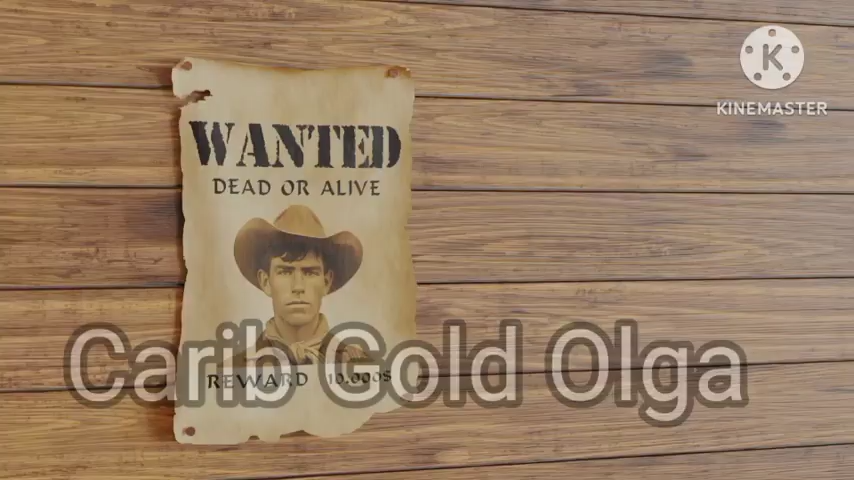 KINEMASTER
WANTED
DEAD OR ALIVE
REWARD 10.000$
Carib Gold Olga